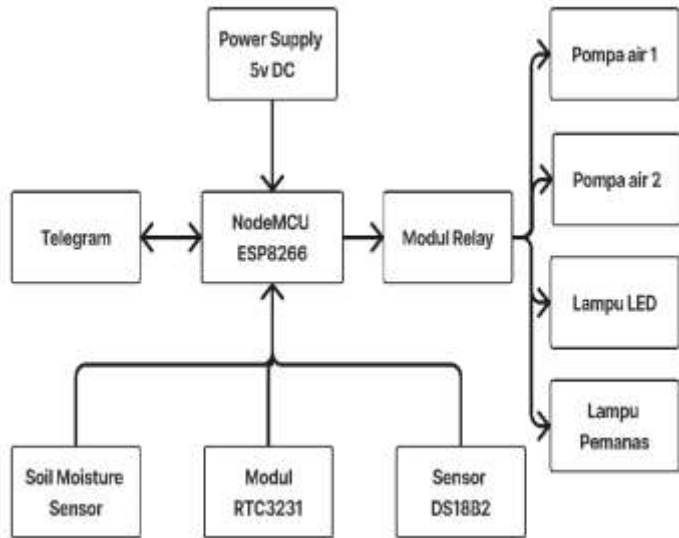 Power Supply
5v DC
Pompa air 1
Pompa air 2
Telegram
NodeMCU
ESP8266
Modul Relay
Lampu LED
Lampu
Pemanas
Soil Moisture
Sensor
Modul
RTC3231
Sensor
DS18B2